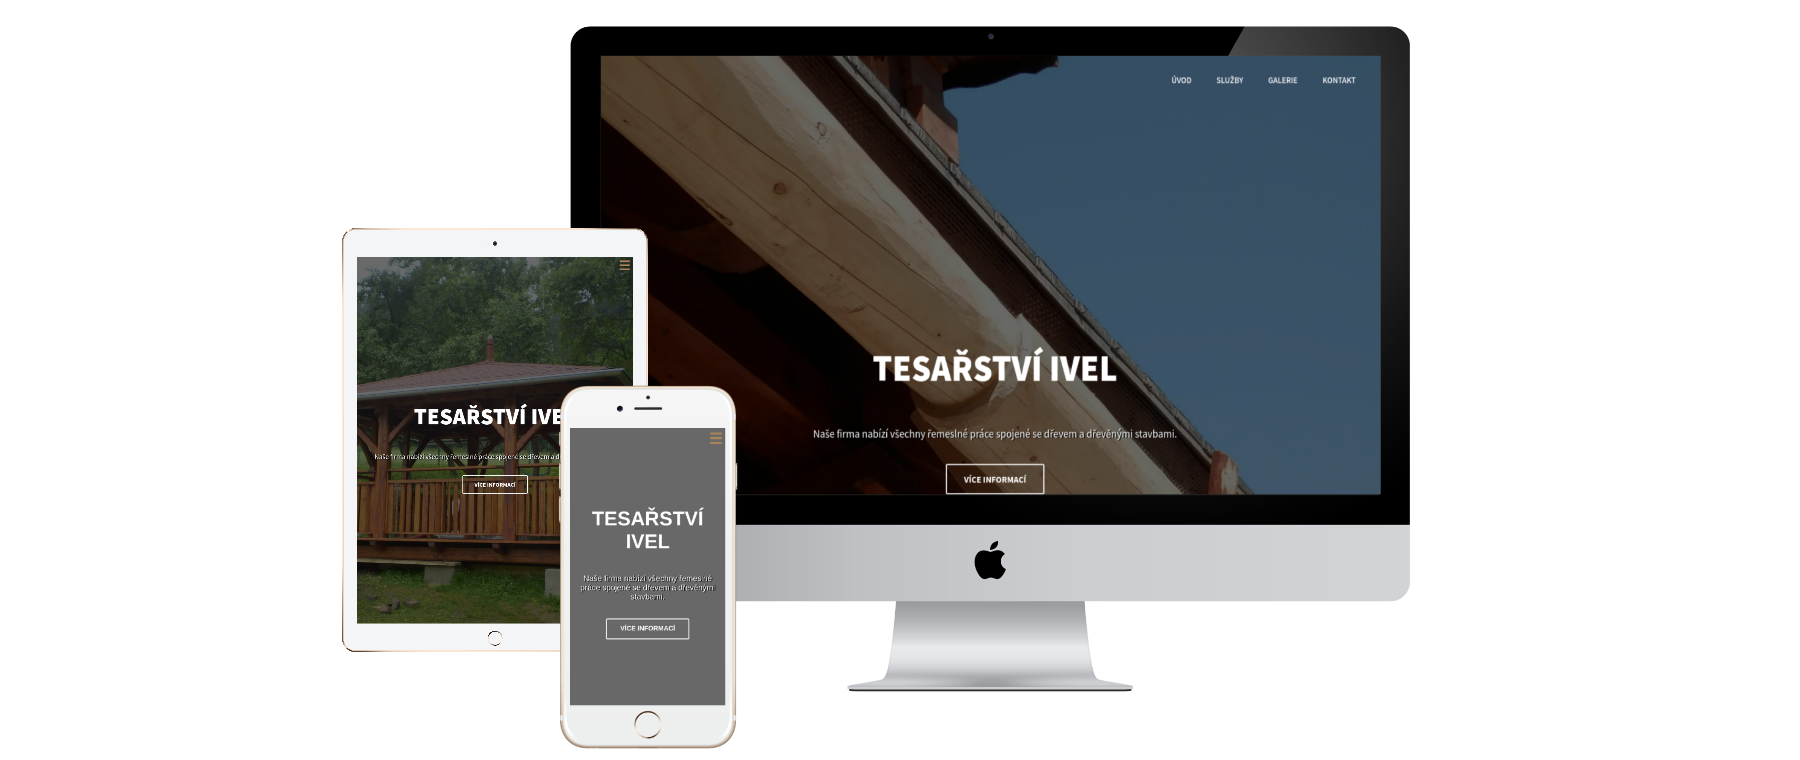 ÚVOD SLUŽBY GALERIE KONTAKT
TESAŘSTVÍ IVEL
Naše firma nabízí všechny řemeslné práce spojené se dřevem a dřevěnými stavbami.
VÍCE INFORMACÍ
TESAŘSTVÍ IVE
Naše firma nabízí všechny řemeslné práce spojené se dřevem a d
VÍCE INFORMACÍ
TESAŘSTVÍ
IVEL
Naše firma nabízí všechny řemeslné
práce spojené se dřevem a dřevěnými
stavbami.
VÍCE INFORMACÍ